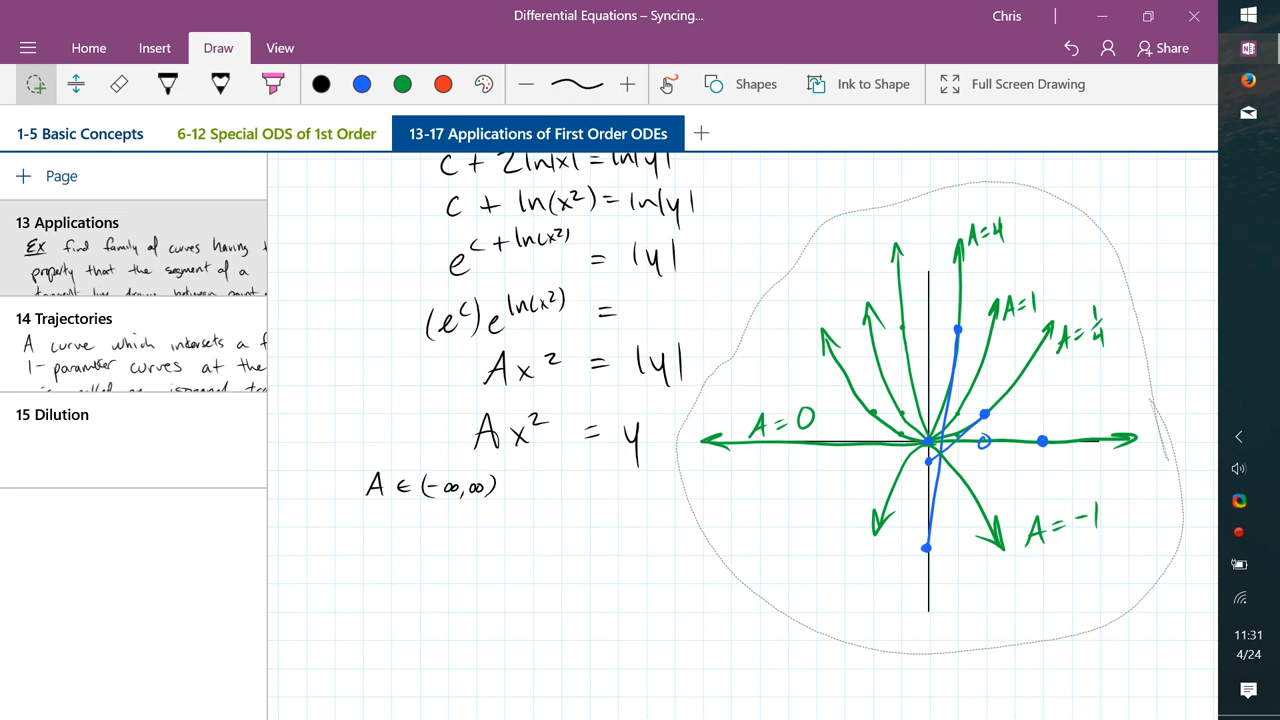 Differential Equations – Syncing...
Chris
Home
Insert
Draw
View
Share
Shapes
Ink to Shape
Full Screen Drawing
1-5 Basic Concepts
6-12 Special ODS of 1st Order
13-17 Applications of First Order ODEs
Page
13 Applications
Ex find family of curves having
property that the segment of a
14 Trajectories
A curve which intersets a f
1-parameter curves at the
15 Dilution
c + 2ln|x| = ln|y|
c + ln(x²) = ln|y|
e^(c + ln(x²)) = |y|
(e^c) e^(ln(x²)) =
Ax² = |y|
Ax² = y
A ∈ (-∞,∞)
A=4
A=1
A=1/4
A=0
A=-1
11:31
4/24